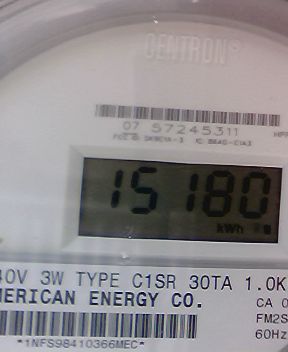 CENTRON®
07 57245311
15180
kWh
40V 3W TYPE C1SR 30TA 1.0K
MERICAN ENERGY CO.
CA 0
FM2S
60Hz
*1NFS98410366MEC*